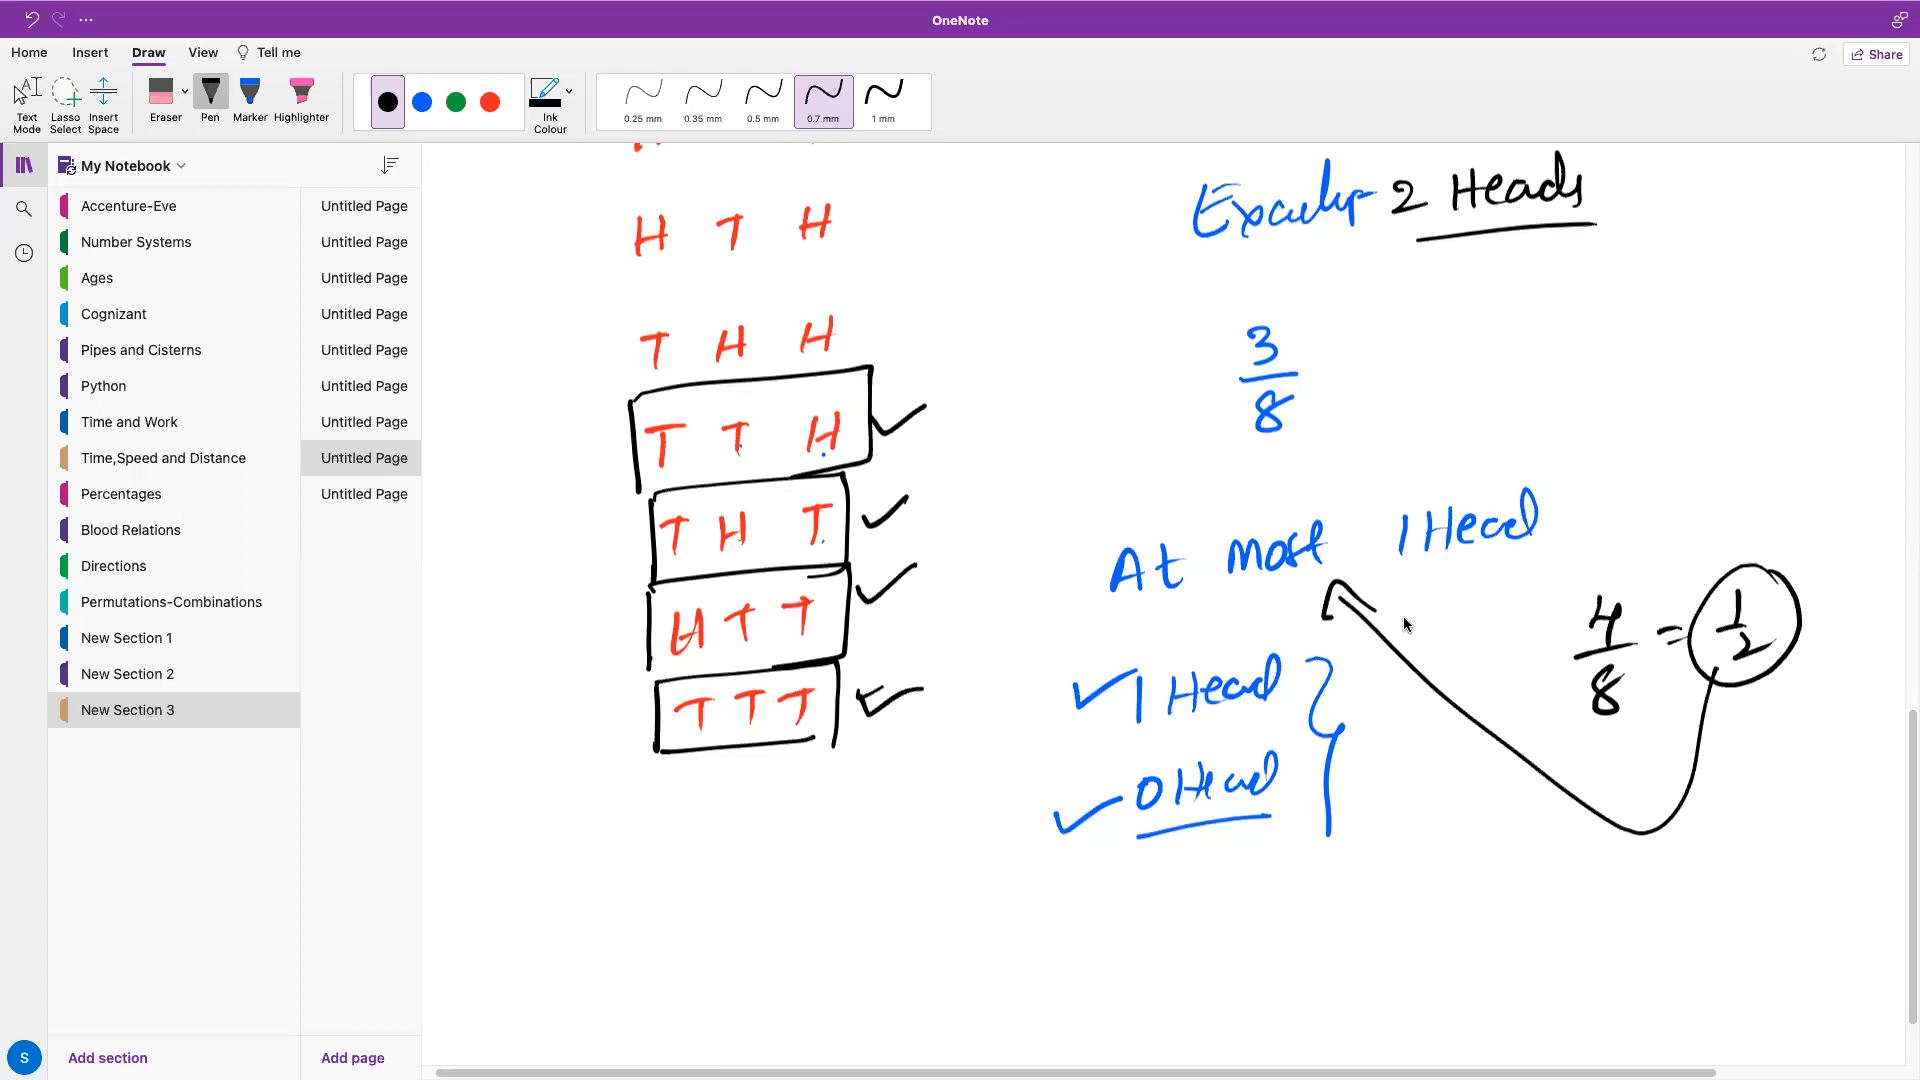 OneNote
Home Insert Draw View Tell me
Share
Text Mode
Lasso Select
Insert Space
Eraser
Pen
Marker
Highlighter
Ink Colour
0.25 mm
0.35 mm
0.5 mm
0.7 mm
1 mm
My Notebook
Accenture-Eve
Number Systems
Ages
Cognizant
Pipes and Cisterns
Python
Time and Work
Time,Speed and Distance
Percentages
Blood Relations
Directions
Permutations-Combinations
New Section 1
New Section 2
New Section 3
Untitled Page
Untitled Page
Untitled Page
Untitled Page
Untitled Page
Untitled Page
Untitled Page
Untitled Page
Untitled Page
S
Add section
Add page
H T H
T H H
T T H
T H T
H T T
T T T
2 Heads
3
8
At most 1 Head
1 Head
0 Head
4/8 = 1/2